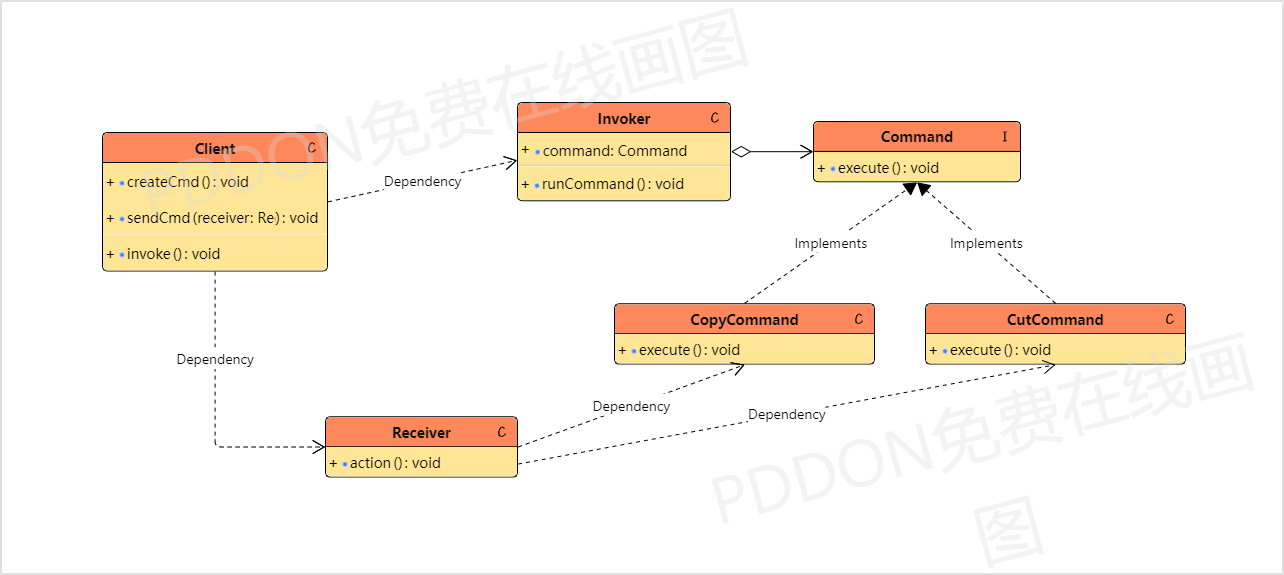 PDDON免费在线画图
Client C
+ createCmd(): void
+ sendCmd(receiver: Re): void
+ invoke(): void
Dependency
Invoker C
+ command: Command
+ runCommand(): void
Command I
+ execute(): void
Implements
Implements
CopyCommand C
+ execute(): void
CutCommand C
+ execute(): void
Dependency
Dependency
Dependency
Receiver C
+ action(): void
PDDON免费在线画
图